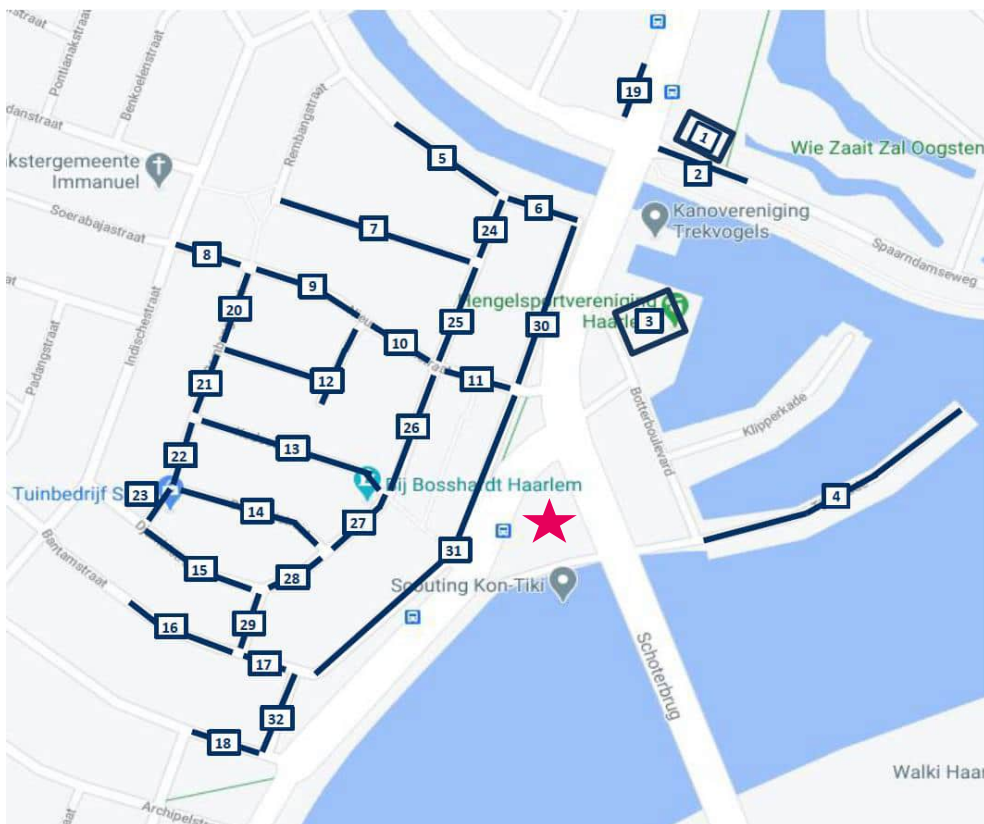 Pontianakstraat
Benkoelenstraat
danstraat
19
1
Wie Zaait Zal Oogsten
kstergemeente
Immanuel
Rembangstraat
5
2
Soerabajastraat
6
Kanovereniging
Trekvogels
7
24
Spaarndamseweg
8
9
Hengelsportvereniging
Haarlem
20
3
25
30
10
Indischestraat
Padangstraat
21
12
11
Botterboulevard
Klipperkade
26
13
22
Bij Bosshardt Haarlem
Tuinbedrijf S
23
4
14
27
Bantamstraat
31
15
28
Scouting Kon-Tiki
16
29
17
Schoterbrug
32
18
Walki Haar
Archipelstr